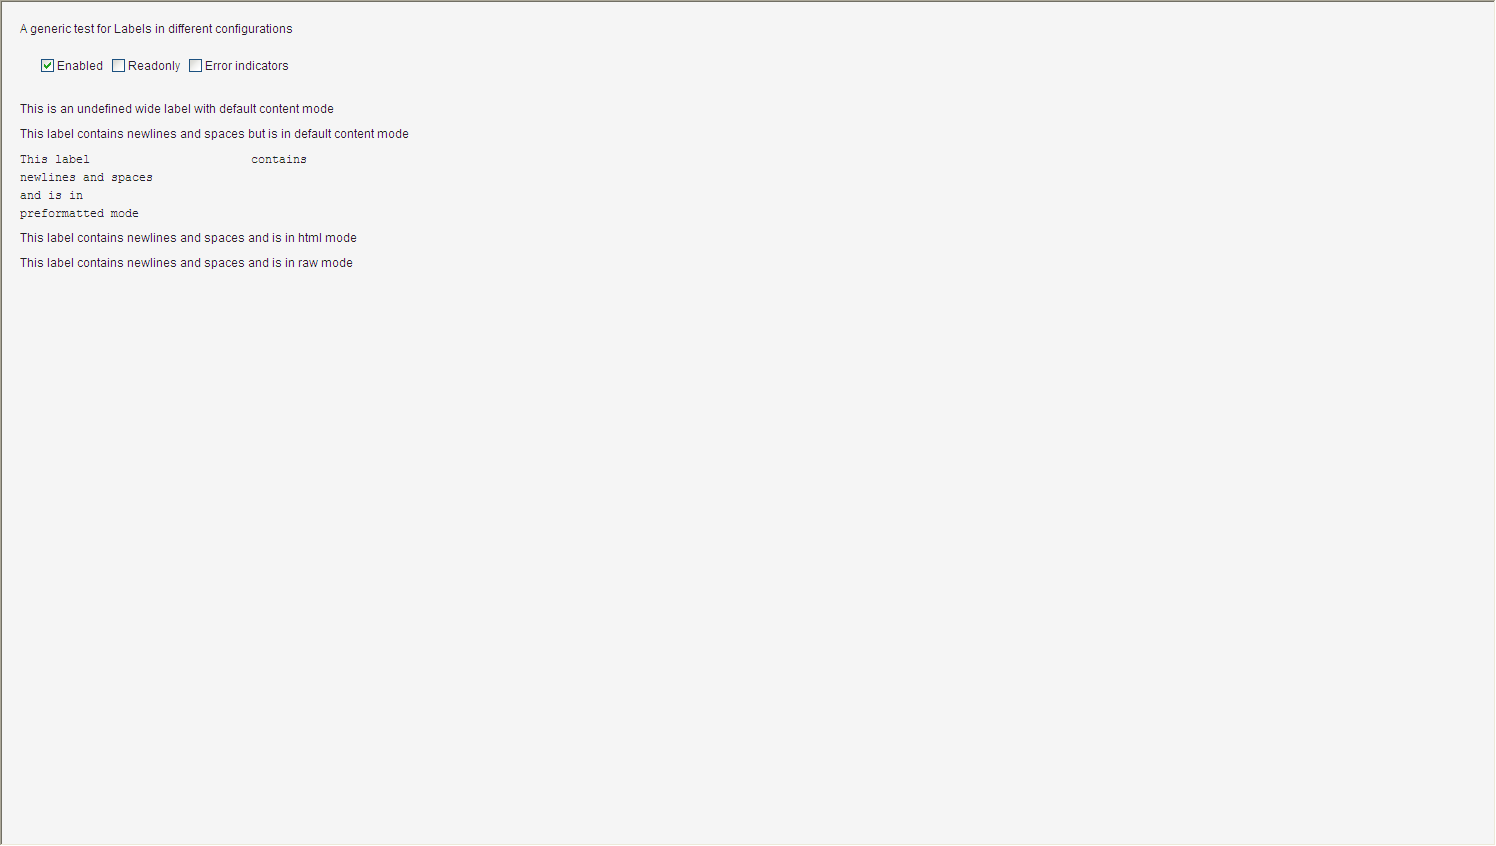 A generic test for Labels in different configurations
Enabled Readonly Error indicators
This is an undefined wide label with default content mode
This label contains newlines and spaces but is in default content mode
This label                       contains
newlines and spaces
and is in
preformatted mode
This label contains newlines and spaces and is in html mode
This label contains newlines and spaces and is in raw mode